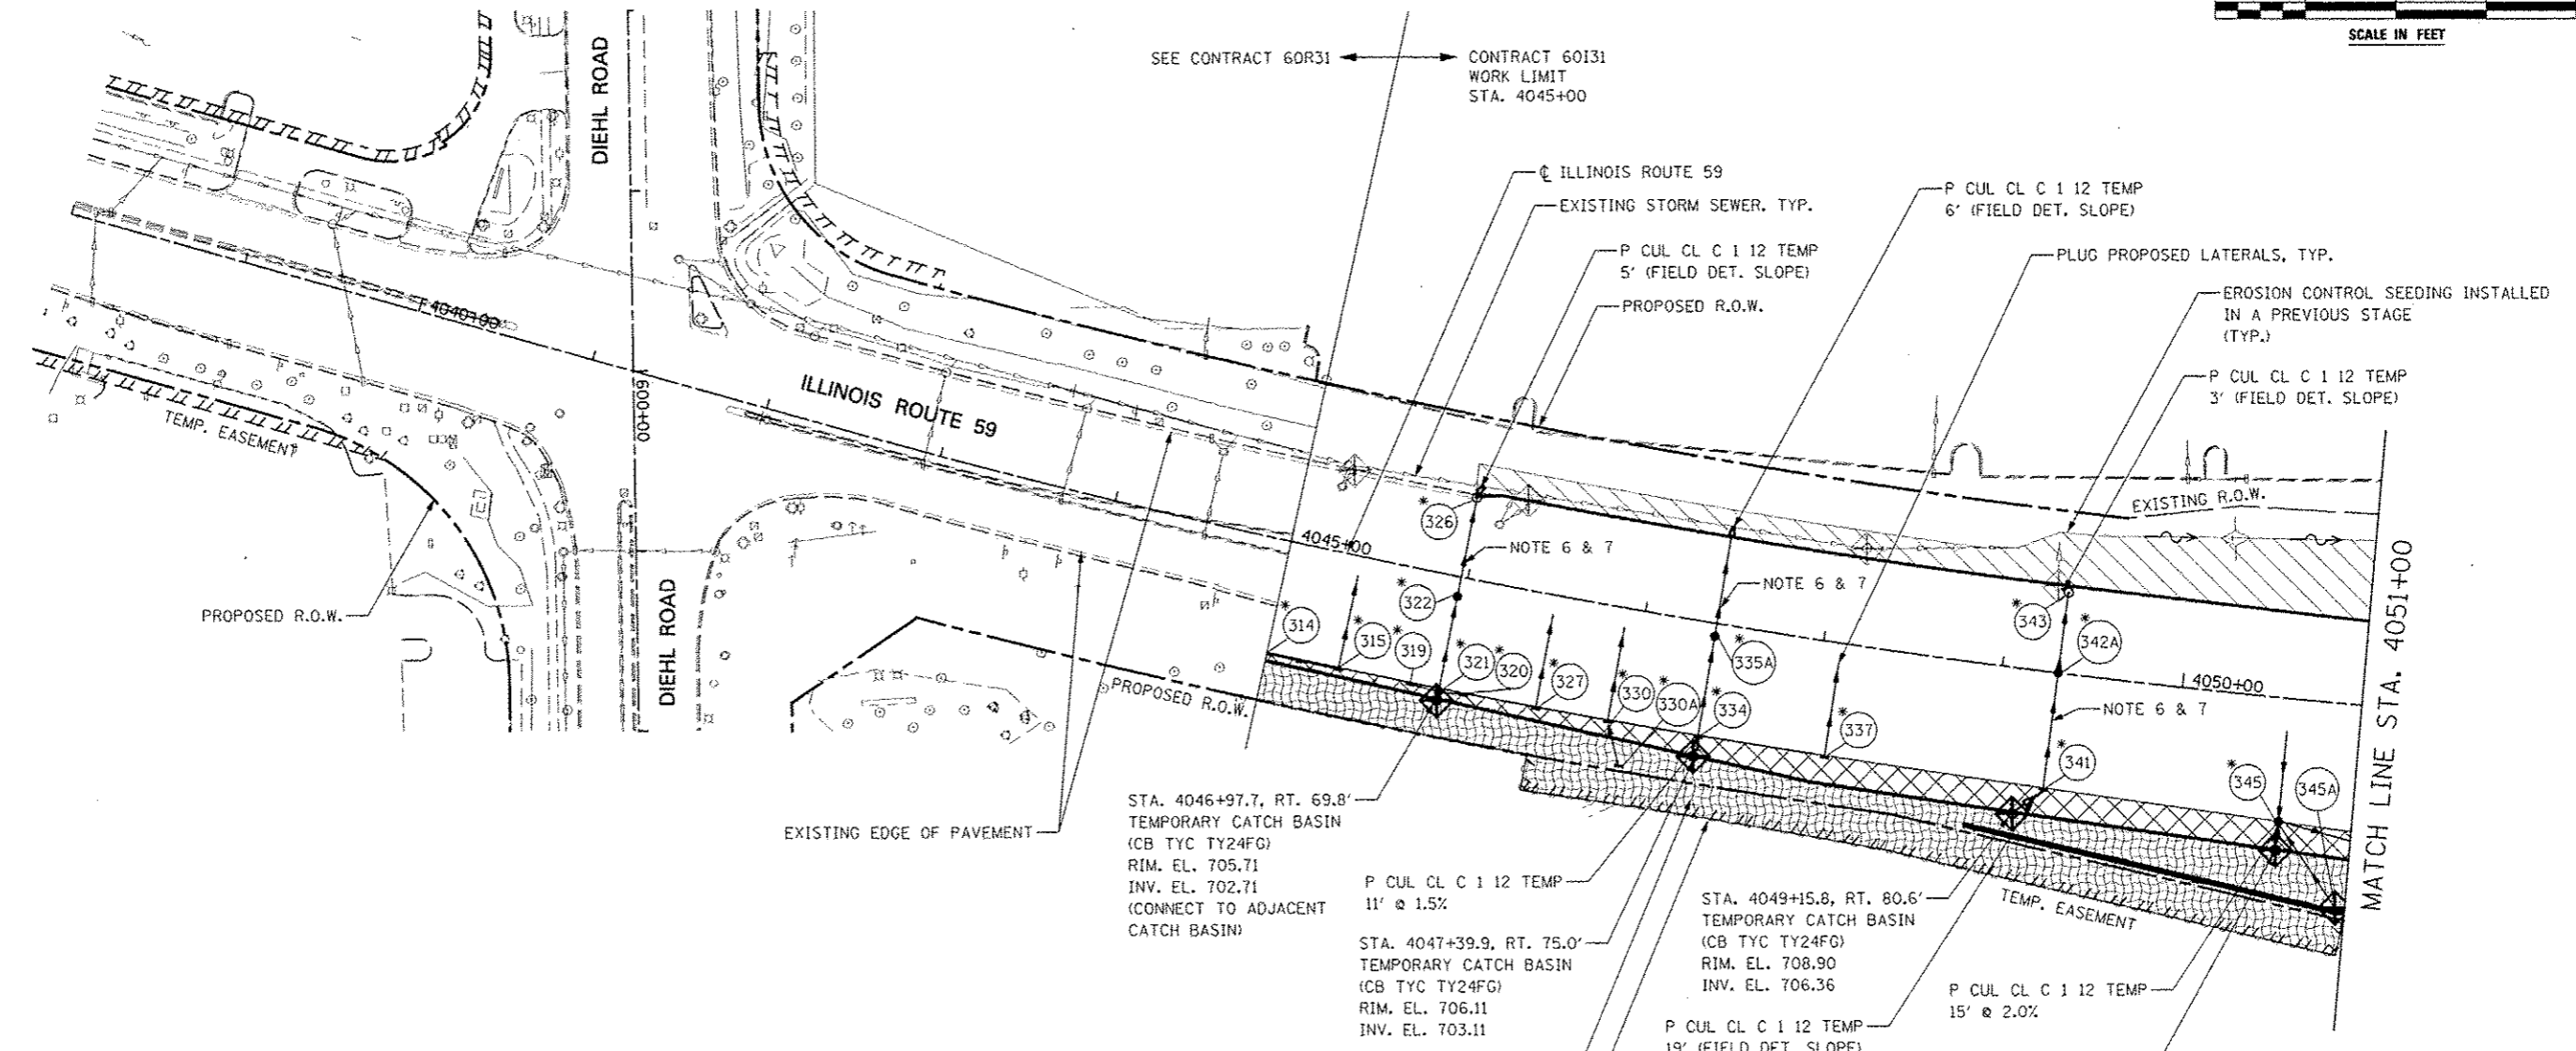 SCALE IN FEET
SEE CONTRACT 60R31
CONTRACT 60I31
WORK LIMIT
STA. 4045+00
DIEHL ROAD
℄ ILLINOIS ROUTE 59
EXISTING STORM SEWER, TYP.
P CUL CL C 1 12 TEMP
5' (FIELD DET. SLOPE)
PROPOSED R.O.W.
P CUL CL C 1 12 TEMP
6' (FIELD DET. SLOPE)
PLUG PROPOSED LATERALS, TYP.
EROSION CONTROL SEEDING INSTALLED
IN A PREVIOUS STAGE
(TYP.)
P CUL CL C 1 12 TEMP
3' (FIELD DET. SLOPE)
4040+00
ILLINOIS ROUTE 59
600+00
TEMP. EASEMENT
PROPOSED R.O.W.
DIEHL ROAD
EXISTING R.O.W.
4045+00
*326
NOTE 6 & 7
*322
NOTE 6 & 7
*314
*315
*319
*321
*320
*327
*330
*330A
*334
*335A
*337
*343
*342A
4050+00
NOTE 6 & 7
*341
*345
345A
MATCH LINE STA. 4051+00
PROPOSED R.O.W.
EXISTING EDGE OF PAVEMENT
STA. 4046+97.7, RT. 69.8'
TEMPORARY CATCH BASIN
(CB TYC TY24FG)
RIM. EL. 705.71
INV. EL. 702.71
(CONNECT TO ADJACENT
CATCH BASIN)
P CUL CL C 1 12 TEMP
11' @ 1.5%
STA. 4047+39.9, RT. 75.0'
TEMPORARY CATCH BASIN
(CB TYC TY24FG)
RIM. EL. 706.11
INV. EL. 703.11
STA. 4049+15.8, RT. 80.6'
TEMPORARY CATCH BASIN
(CB TYC TY24FG)
RIM. EL. 708.90
INV. EL. 706.36
P CUL CL C 1 12 TEMP
19' (FIELD DET. SLOPE)
TEMP. EASEMENT
P CUL CL C 1 12 TEMP
15' @ 2.0%